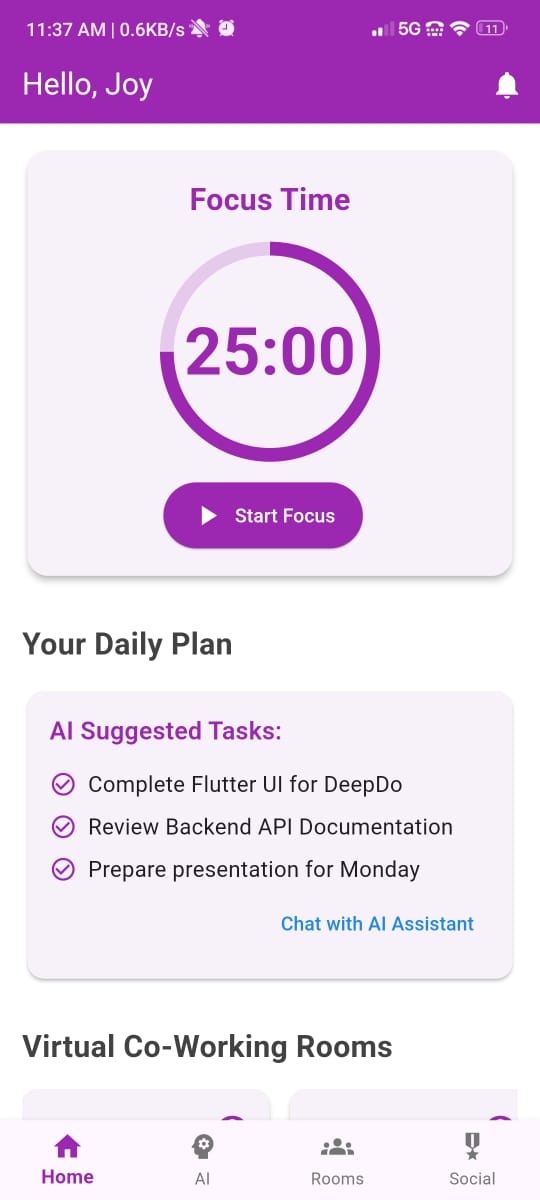 11:37 AM | 0.6KB/s
5G
11
Hello, Joy
Focus Time
25:00
Start Focus
Your Daily Plan
AI Suggested Tasks:
Complete Flutter UI for DeepDo
Review Backend API Documentation
Prepare presentation for Monday
Chat with AI Assistant
Virtual Co-Working Rooms
Home
AI
Rooms
Social